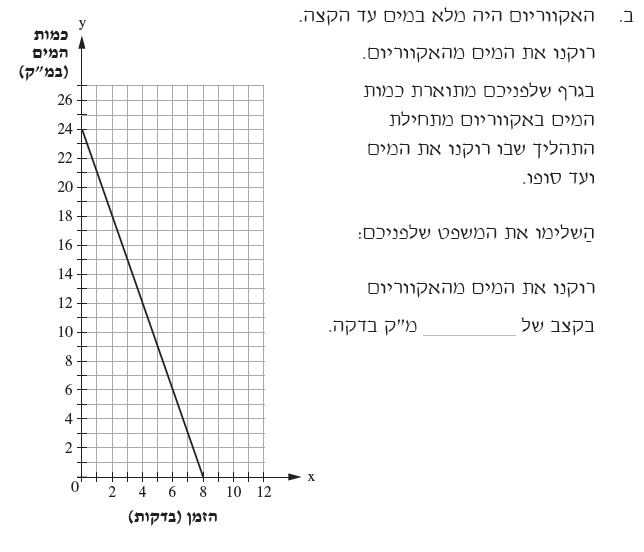 ב. האקווריום היה מלא במים עד הקצה.
רוקנו את המים מהאקווריום.
בגרף שלפניכם מתוארת כמות
המים באקווריום מתחילת
התהליך שבו רוקנו את המים
ועד סופו.
הַשלימו את המשפט שלפניכם:
רוקנו את המים מהאקווריום
בקצב של __________ מ"ק בדקה.
y
כמות
המים
(במ"ק)
26
24
22
20
18
16
14
12
10
8
6
4
2
0
2 4 6 8 10 12
x
הזמן (בדקות)